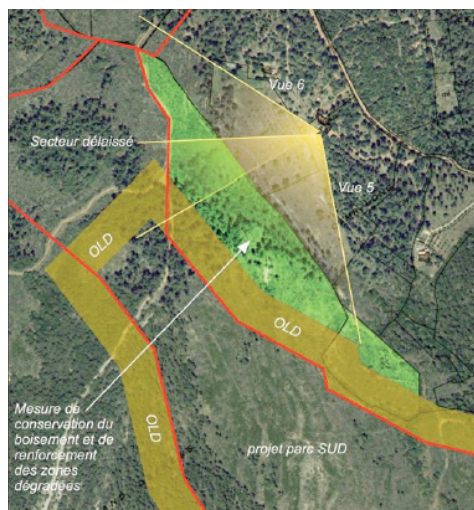 Vue 6
Secteur délaissé
Vue 5
OLD
OLD
OLD
Mesure de
conservation du
boisement et de
renforcement
des zones
dégradées
projet parc SUD